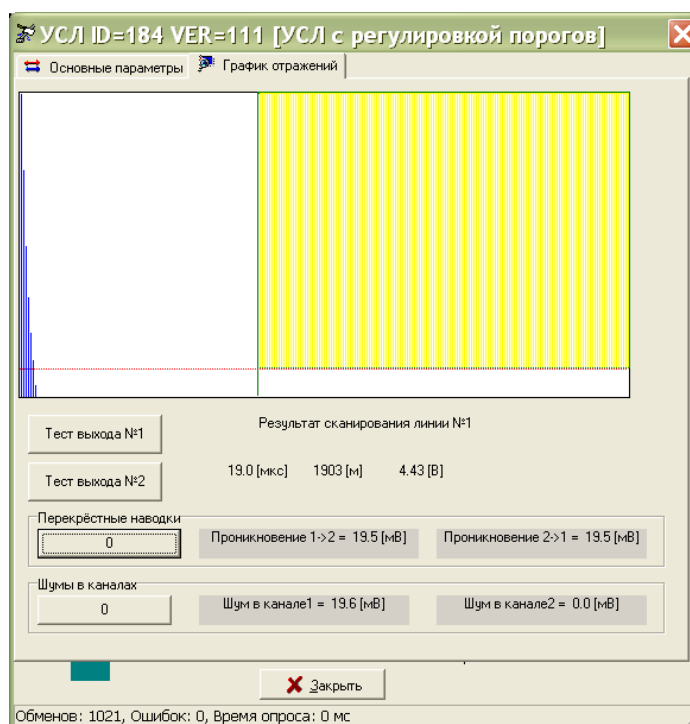 УСЛ ID=184 VER=111 [УСЛ с регулировкой порогов]
Основные параметры График отражений
Тест выхода №1
Результат сканирования линии №1
Тест выхода №2
19.0 [мкс] 1903 [м] 4.43 [В]
Перекрёстные наводки
0 Проникновение 1->2 = 19.5 [мВ] Проникновение 2->1 = 19.5 [мВ]
Шумы в каналах
0 Шум в канале1 = 19.6 [мВ] Шум в канале2 = 0.0 [мВ]
Закрыть
Обменов: 1021, Ошибок: 0, Время опроса: 0 мс